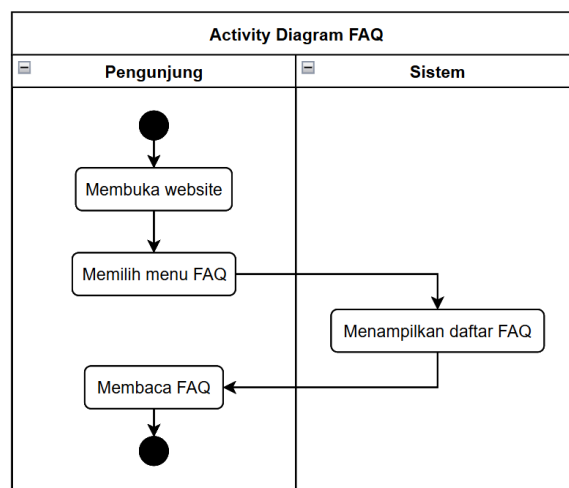 Activity Diagram FAQ
Pengunjung
Sistem
Membuka website
Memilih menu FAQ
Menampilkan daftar FAQ
Membaca FAQ